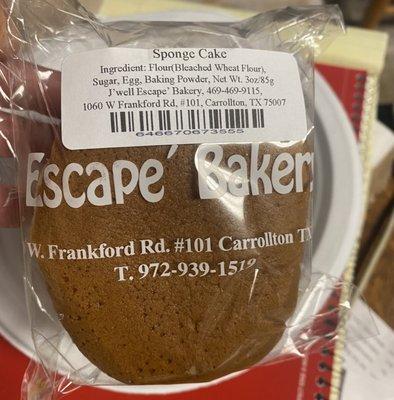 Sponge Cake
Ingredient: Flour(Bleached Wheat Flour),
Sugar, Egg, Baking Powder, Net Wt. 3oz/85g
J'well Escape' Bakery, 469-469-9115,
1060 W Frankford Rd, #101, Carrollton, TX 75007
646670673555
Escape' Bakery
W. Frankford Rd. #101 Carrollton TX
T. 972-939-1519